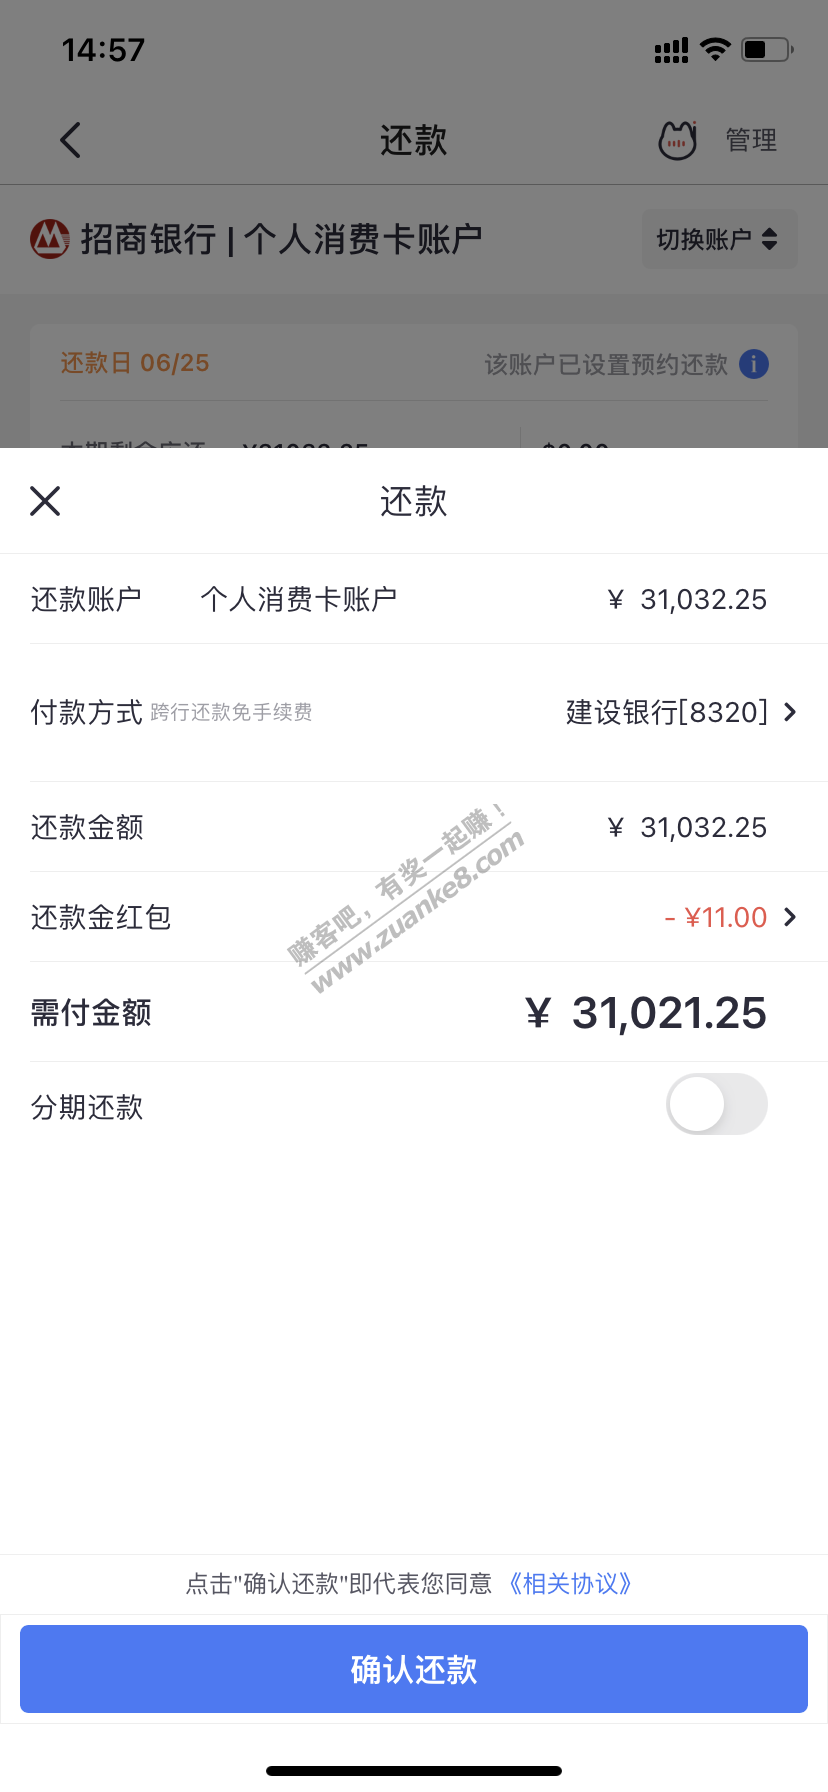 14:57
还款
管理
招商银行 | 个人消费卡账户
切换账户
还款日 06/25
该账户已设置预约还款
还款
还款账户 个人消费卡账户 ¥ 31,032.25
付款方式 跨行还款免手续费 建设银行[8320]
还款金额 ¥ 31,032.25
还款金红包 - ¥11.00
需付金额 ¥ 31,021.25
分期还款
赚客吧，有奖一起赚！
www.zuanke8.com
点击"确认还款"即代表您同意 《相关协议》
确认还款